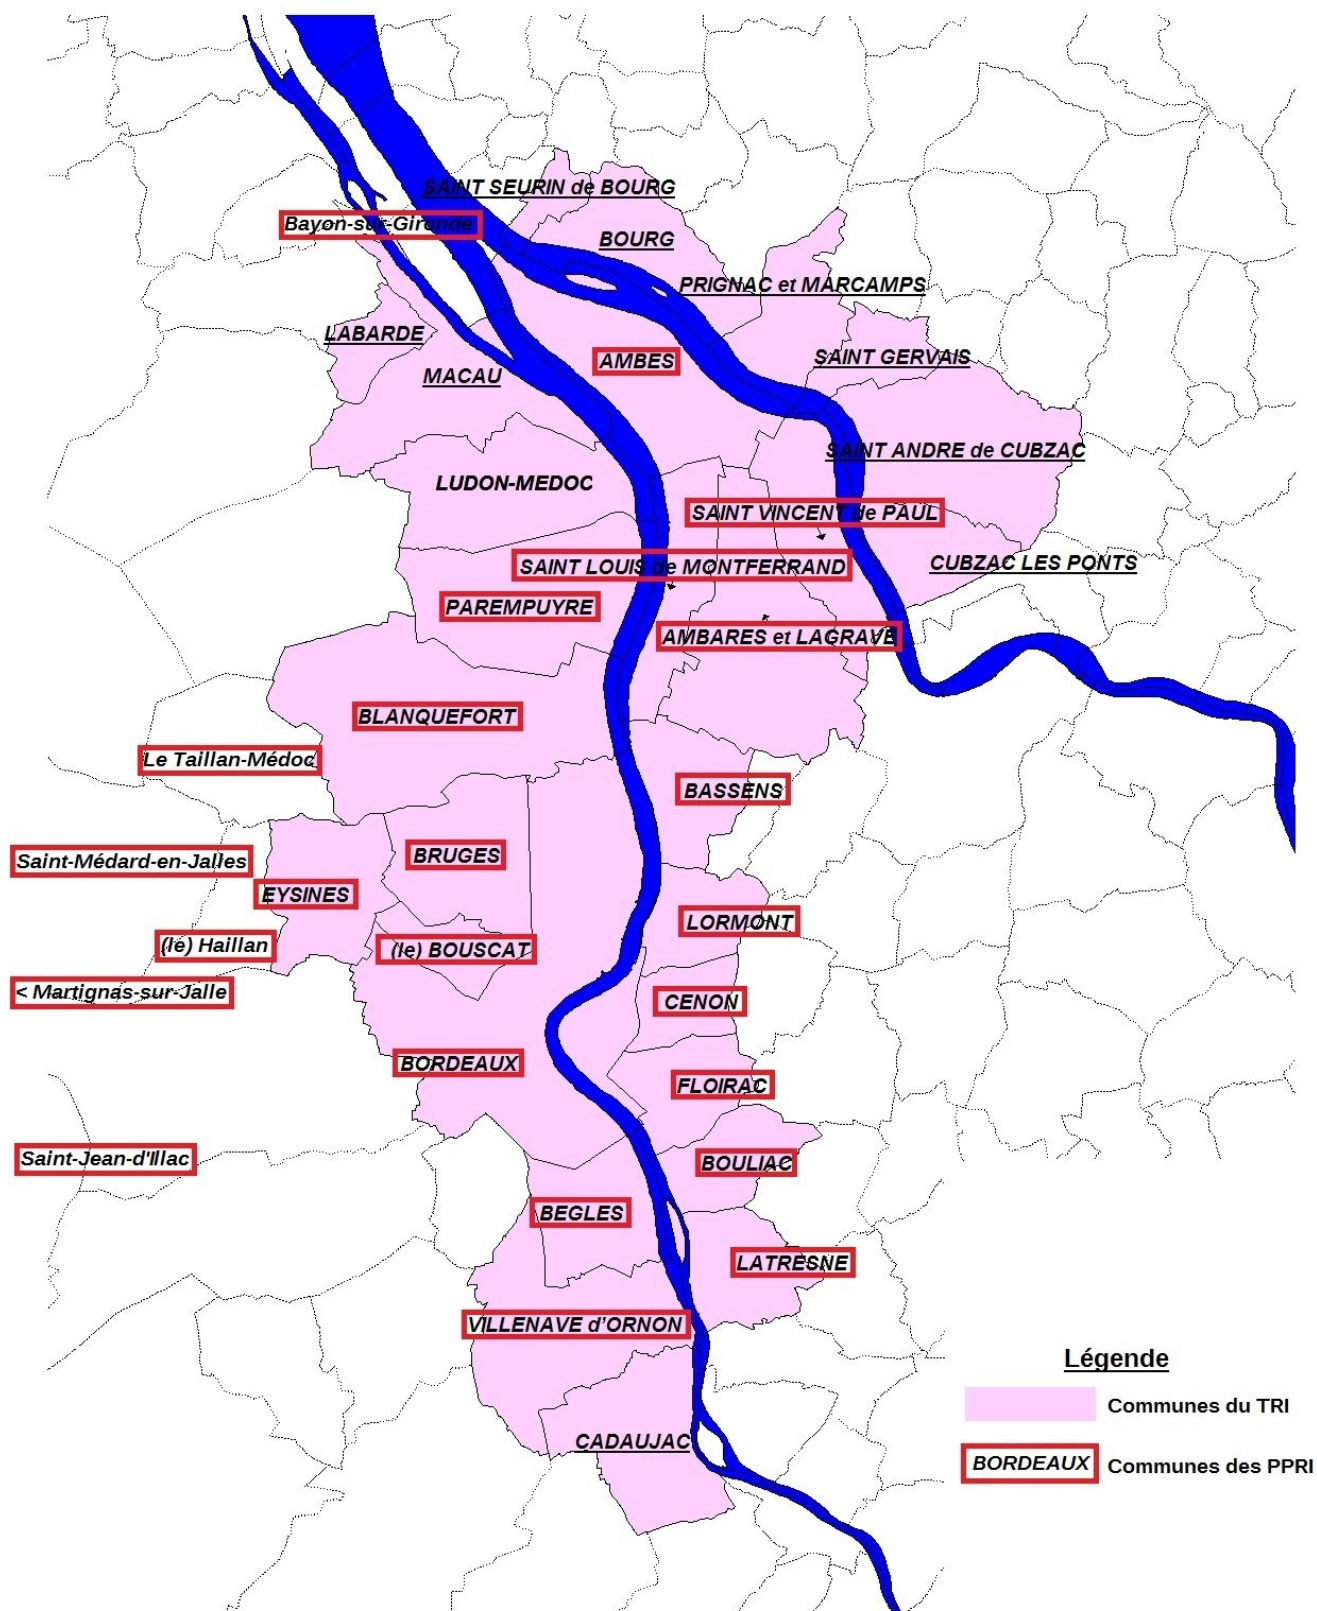 SAINT SEURIN de BOURG
Bayon-sur-Gironde
BOURG
PRIGNAC et MARCAMPS
LABARDE
AMBES
SAINT GERVAIS
MACAU
SAINT ANDRE de CUBZAC
LUDON-MEDOC
SAINT VINCENT de PAUL
SAINT LOUIS de MONTFERRAND
CUBZAC LES PONTS
PAREMPUYRE
AMBARES et LAGRAVE
BLANQUEFORT
Le Taillan-Médoc
BASSENS
BRUGES
Saint-Médard-en-Jalles
EYSINES
LORMONT
(le) Haillan
(le) BOUSCAT
< Martignas-sur-Jalle
CENON
BORDEAUX
FLOIRAC
Saint-Jean-d'Illac
BOULIAC
BEGLES
LATRESNE
VILLENAVE d'ORNON
CADAUJAC
Légende
Communes du TRI
BORDEAUX Communes des PPRI